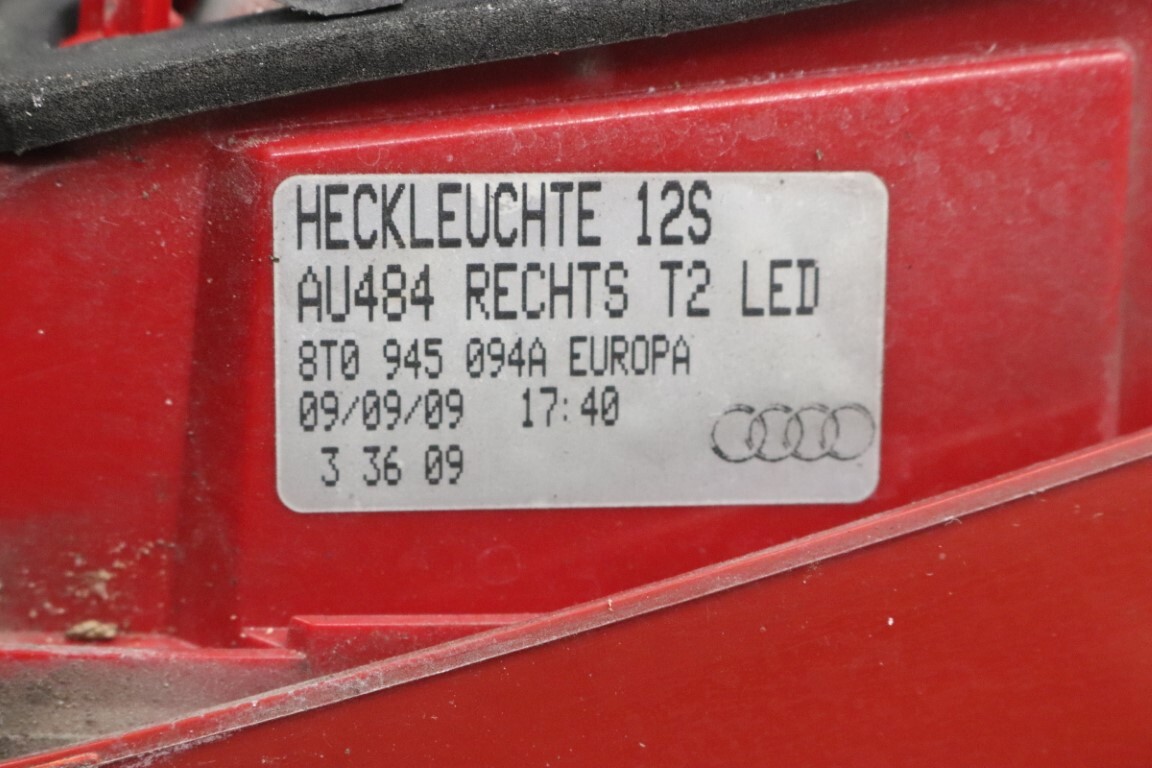 HECKLEUCHTE 12S
AU484 RECHTS T2 LED
8T0 945 094A EUROPA
09/09/09 17:40
3 36 09